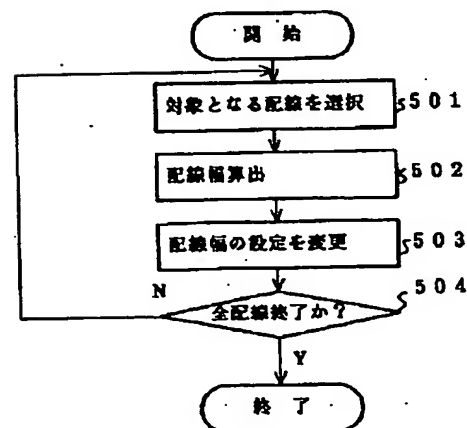 開 始
対象となる配線を選択 501
配線幅算出 502
配線幅の設定を変更 503
504
N
全配線終了か?
Y
終 了